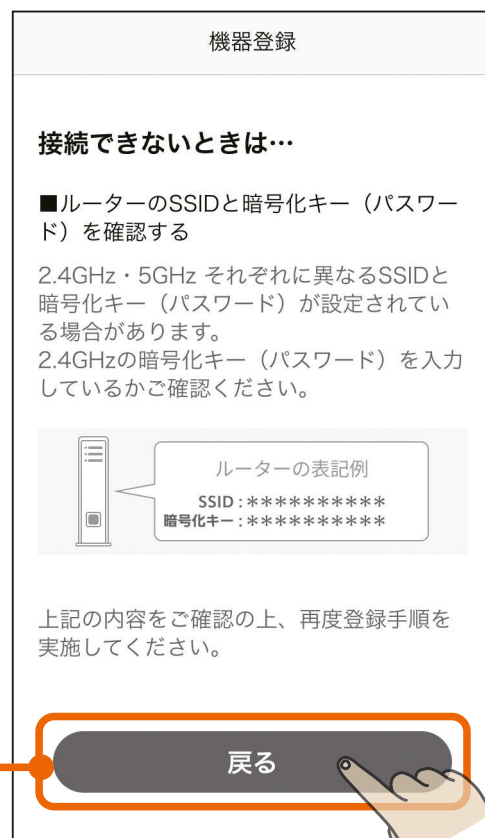 機器登録
接続できないときは…
■ルーターのSSIDと暗号化キー（パスワー
ド）を確認する
2.4GHz・5GHz それぞれに異なるSSIDと
暗号化キー（パスワード）が設定されてい
る場合があります。
2.4GHzの暗号化キー（パスワード）を入力
しているかご確認ください。
ルーターの表記例
SSID：**********
暗号化キー：**********
上記の内容をご確認の上、再度登録手順を
実施してください。
戻る